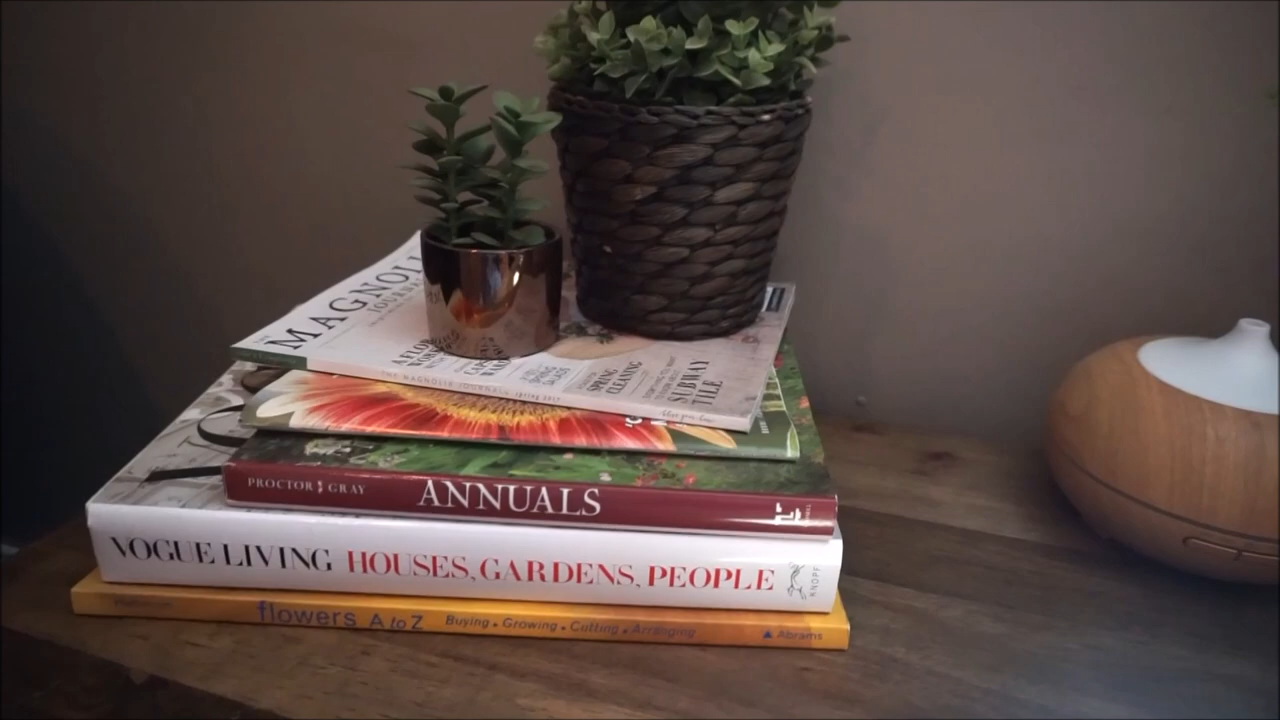 MAGNOLI
JOURNAL
SPRING
CLEANING
SUBWAY
TILE
THE MAGNOLIA JOURNAL spring 2017
PROCTOR & GRAY ANNUALS
VOGUE LIVING HOUSES, GARDENS, PEOPLE KNOPF
flowers A to Z Buying • Growing • Cutting • Arranging Abrams